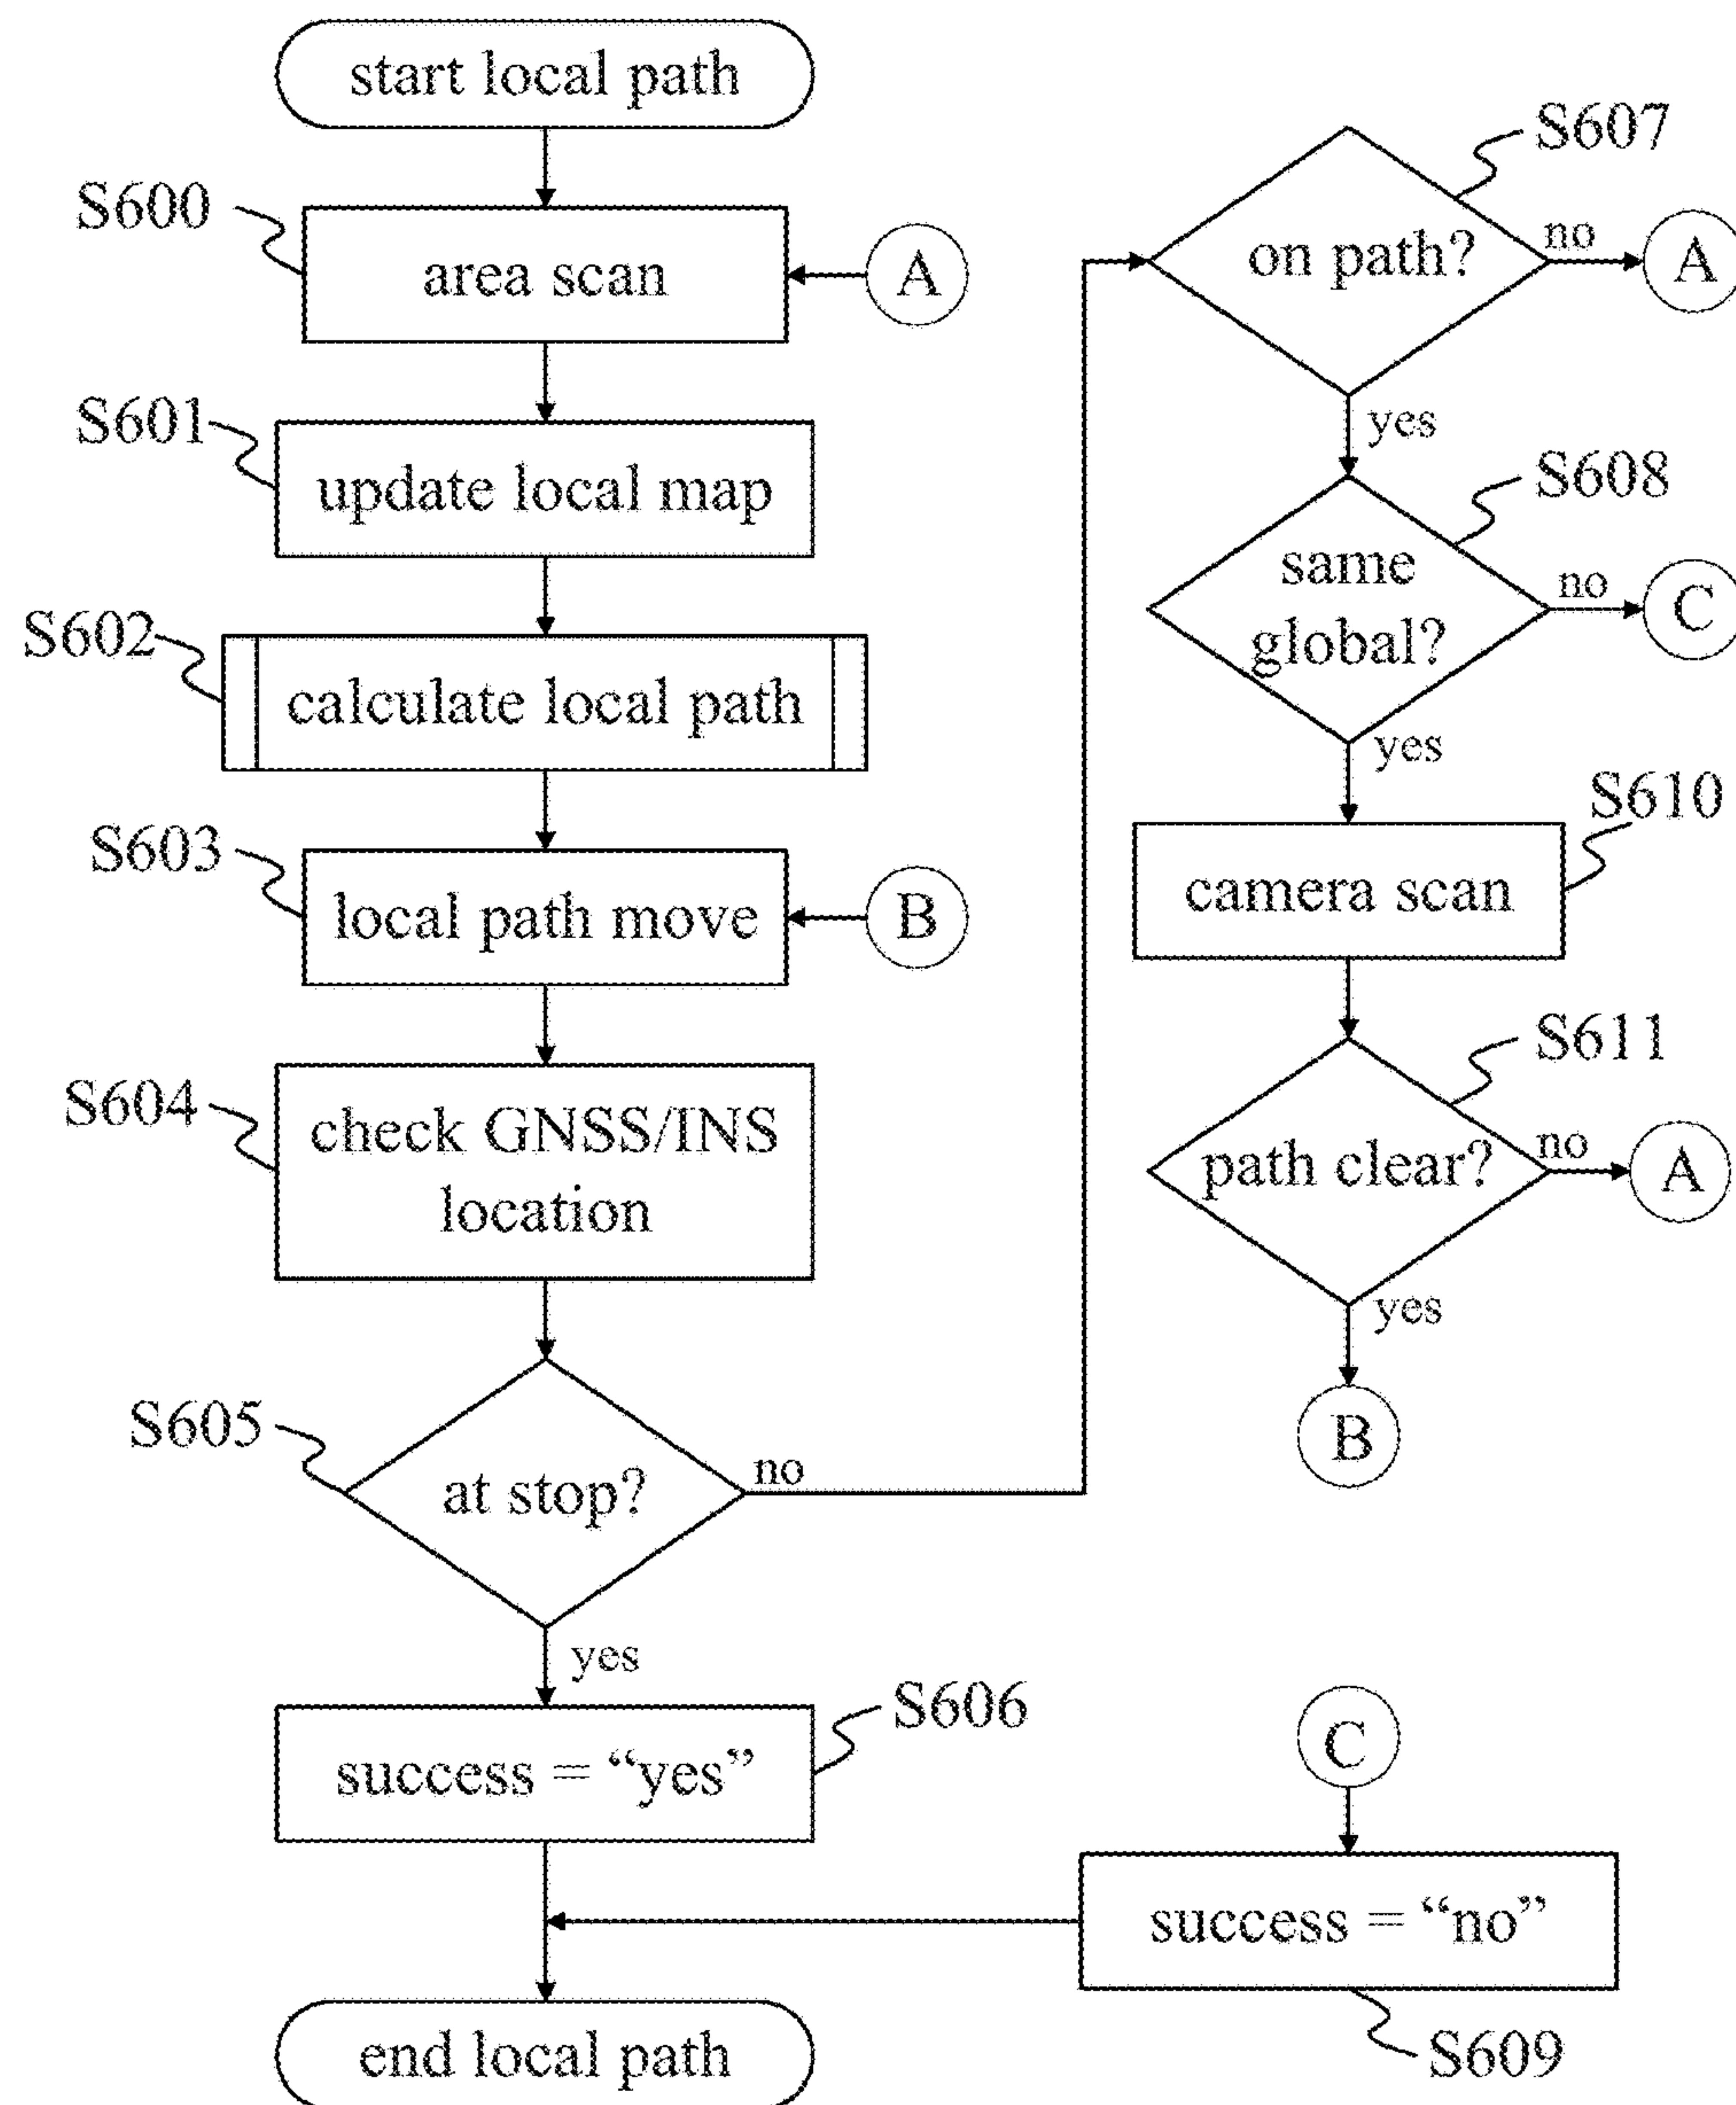 start local path
S600
area scan
A
S601
update local map
S602
calculate local path
S603
local path move
B
S604
check GNSS/INS
location
S605
at stop?
no
yes
S606
success = “yes”
end local path
S607
on path?
no
A
yes
S608
same
global?
no
C
yes
S610
camera scan
S611
path clear?
no
A
yes
B
C
success = “no”
S609